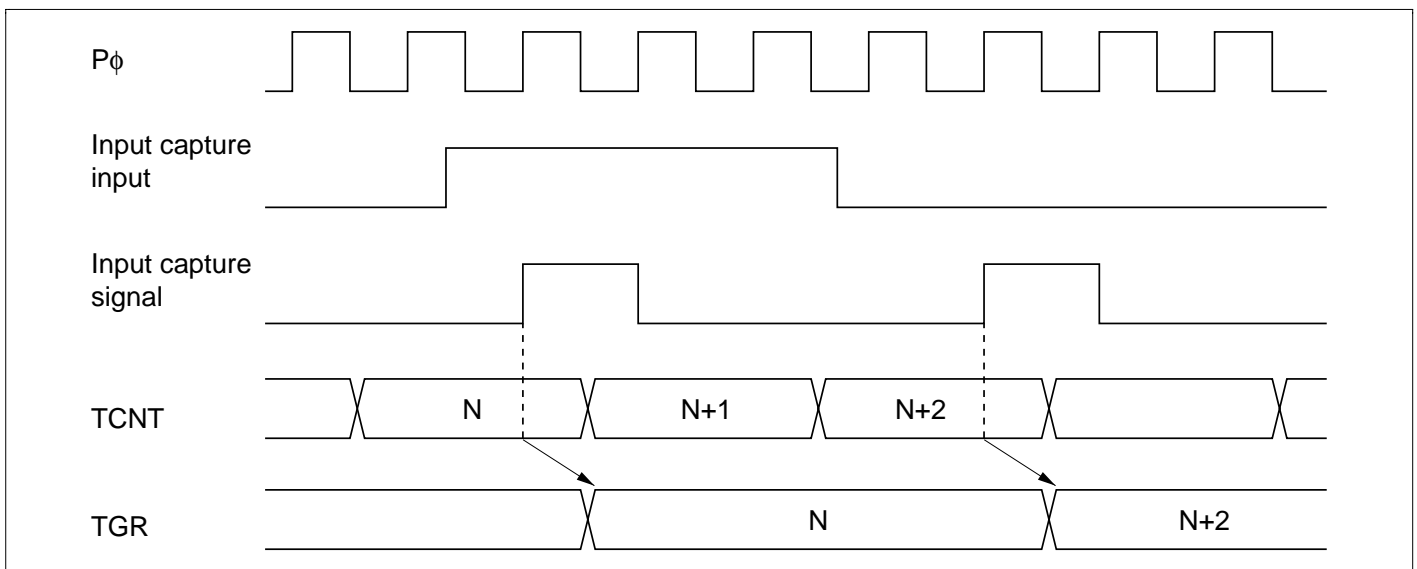 Pϕ
Input capture
input
Input capture
signal
TCNT
N
N+1
N+2
TGR
N
N+2